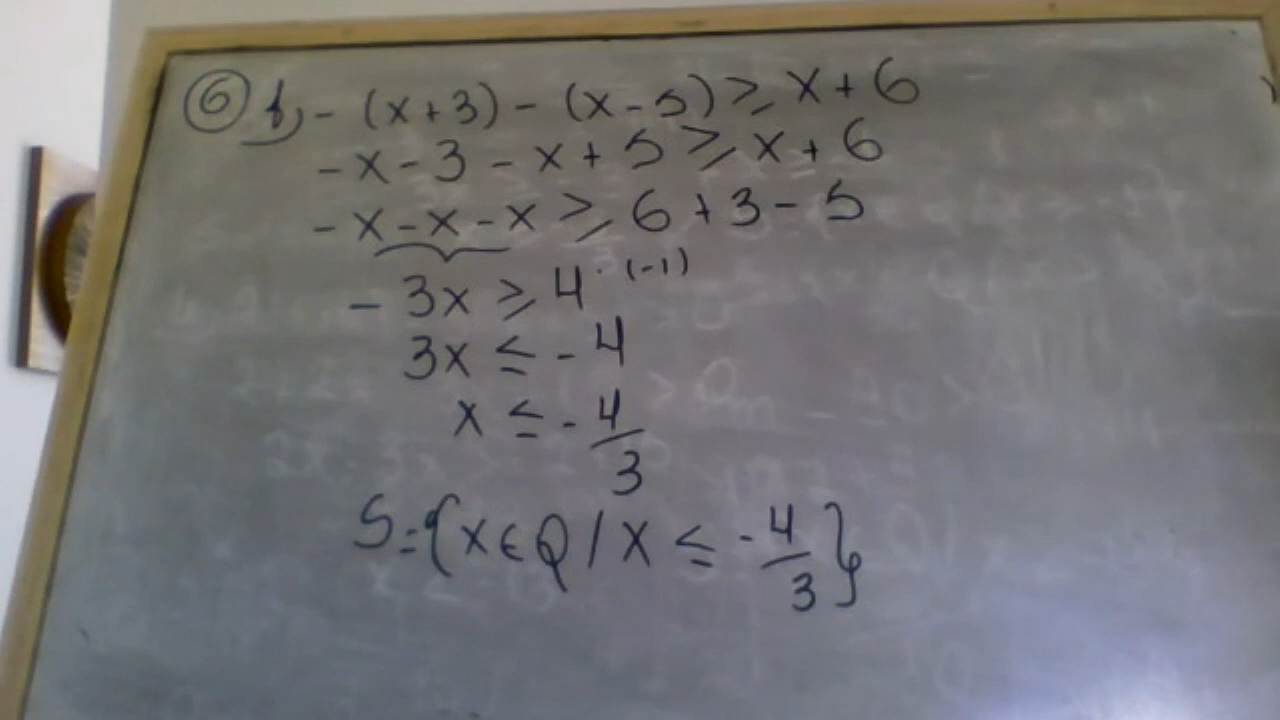 ⑥ f) - (x+3) - (x-5) ≥ x+6
-x-3-x+5 ≥ x+6
-x-x-x ≥ 6+3-5
-3x ≥ 4 · (-1)
3x ≤ -4
x ≤ -4/3
S={x∈Q/x ≤ -4/3}